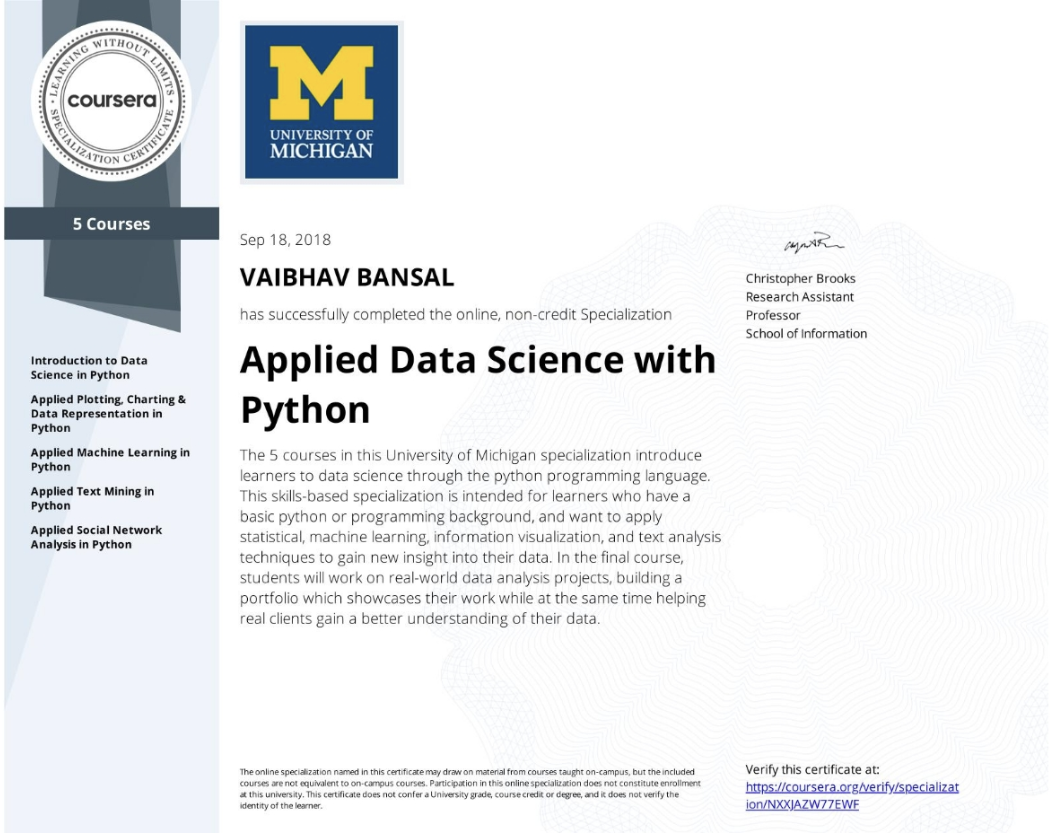 LEARNING WITHOUT LIMITS
coursera
SPECIALIZATION CERTIFICATE
5 Courses
Introduction to Data
Science in Python
Applied Plotting, Charting &
Data Representation in
Python
Applied Machine Learning in
Python
Applied Text Mining in
Python
Applied Social Network
Analysis in Python
M
UNIVERSITY OF
MICHIGAN
Sep 18, 2018
VAIBHAV BANSAL
has successfully completed the online, non-credit Specialization
Applied Data Science with
Python
The 5 courses in this University of Michigan specialization introduce
learners to data science through the python programming language.
This skills-based specialization is intended for learners who have a
basic python or programming background, and want to apply
statistical, machine learning, information visualization, and text analysis
techniques to gain new insight into their data. In the final course,
students will work on real-world data analysis projects, building a
portfolio which showcases their work while at the same time helping
real clients gain a better understanding of their data.
Christopher Brooks
Research Assistant
Professor
School of Information
The online specialization named in this certificate may draw on material from courses taught on-campus, but the included
courses are not equivalent to on-campus courses. Participation in this online specialization does not constitute enrollment
at this university. This certificate does not confer a University grade, course credit or degree, and it does not verify the
identity of the learner.
Verify this certificate at:
https://coursera.org/verify/specializat
ion/NXXJAZW77EWF